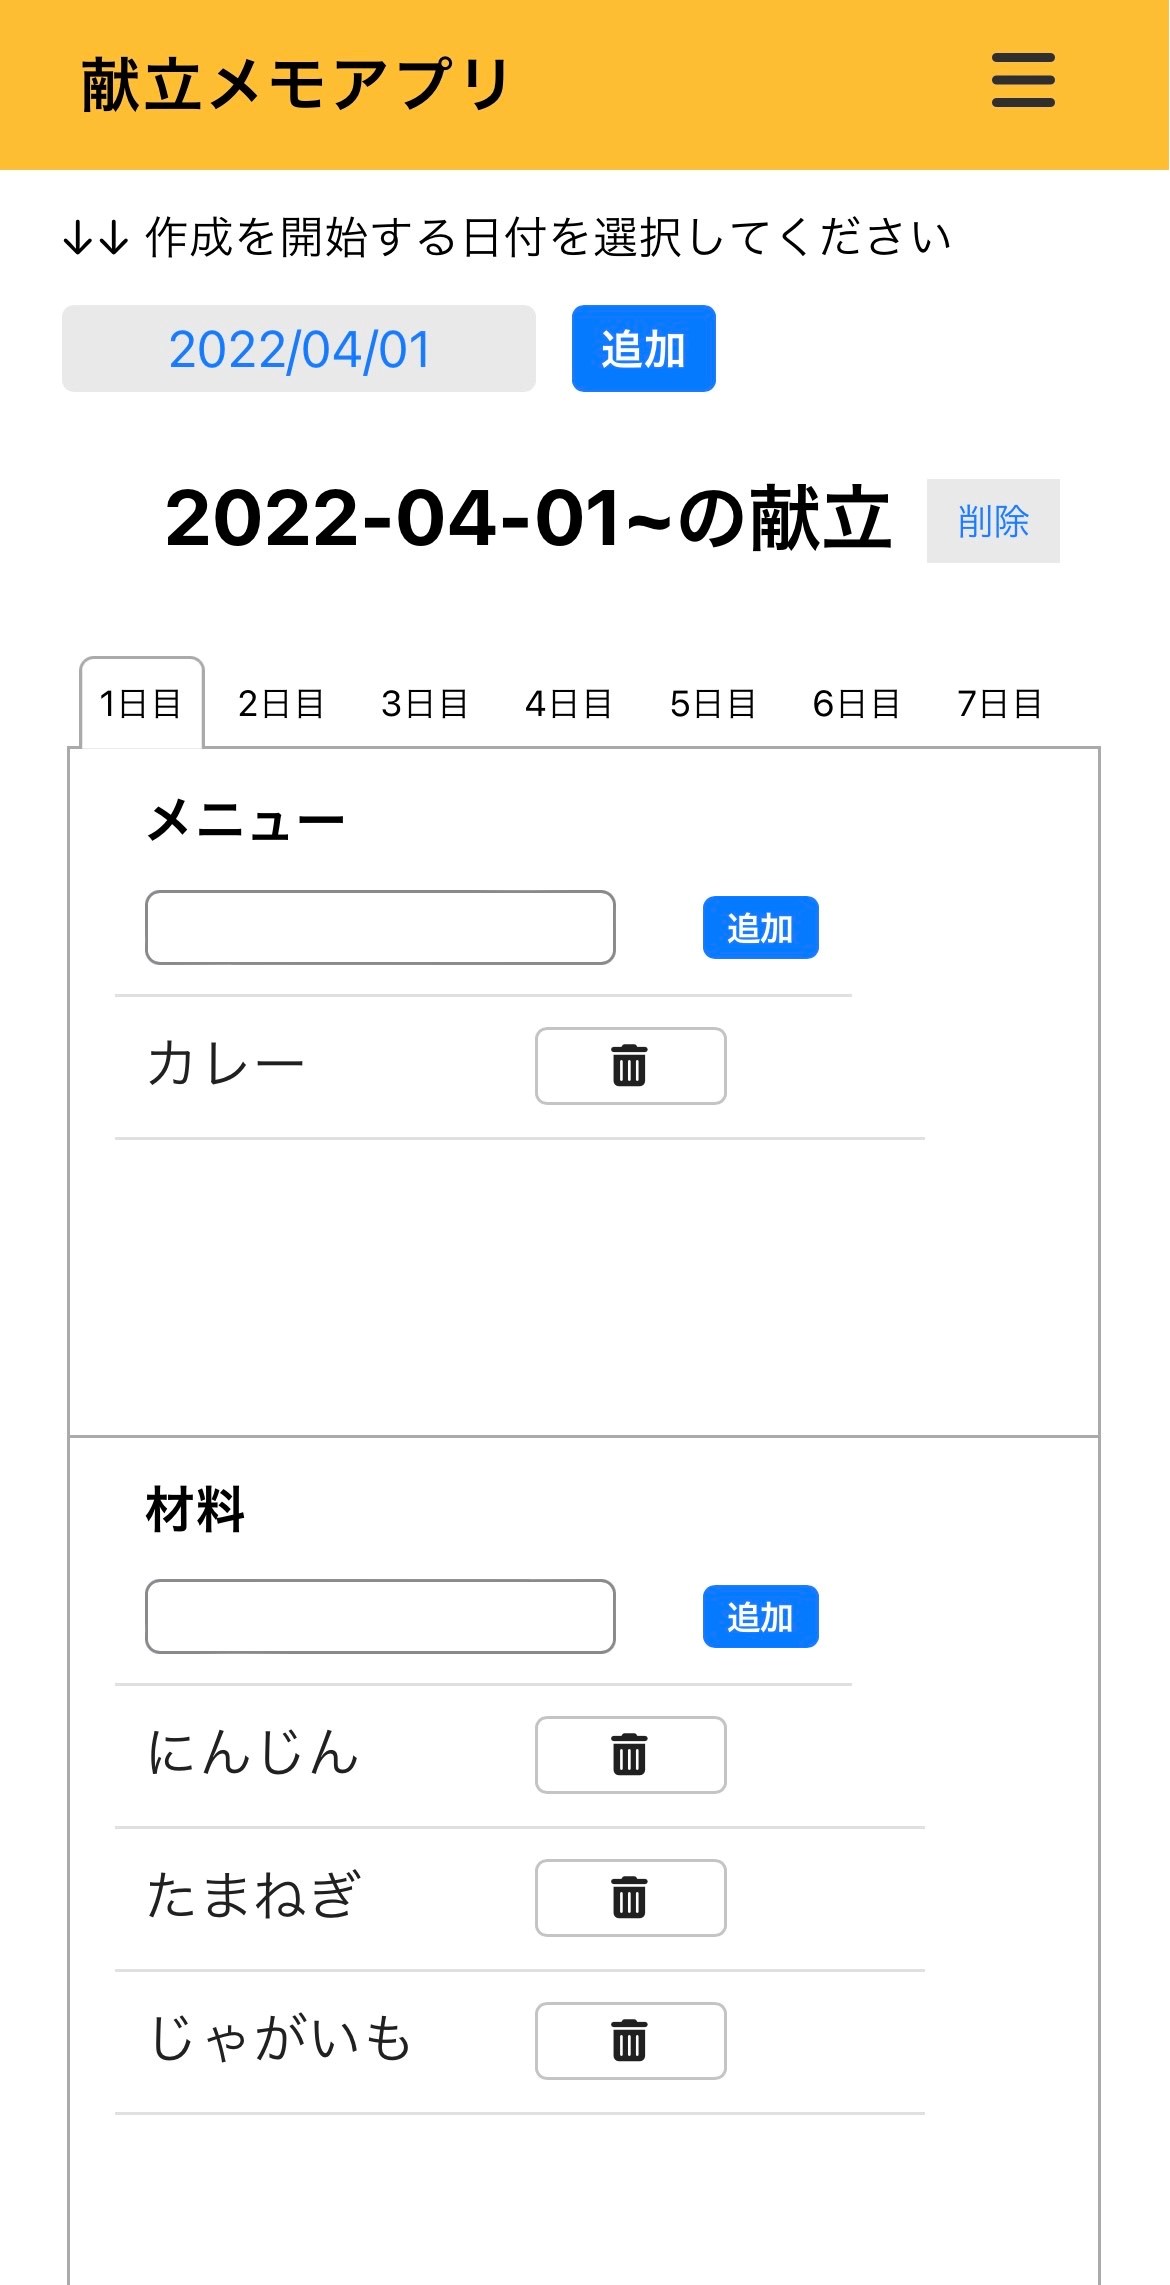 献立メモアプリ
↓↓ 作成を開始する日付を選択してください
2022/04/01 追加
2022-04-01~の献立 削除
1日目 2日目 3日目 4日目 5日目 6日目 7日目
メニュー
追加
カレー
材料
追加
にんじん
たまねぎ
じゃがいも